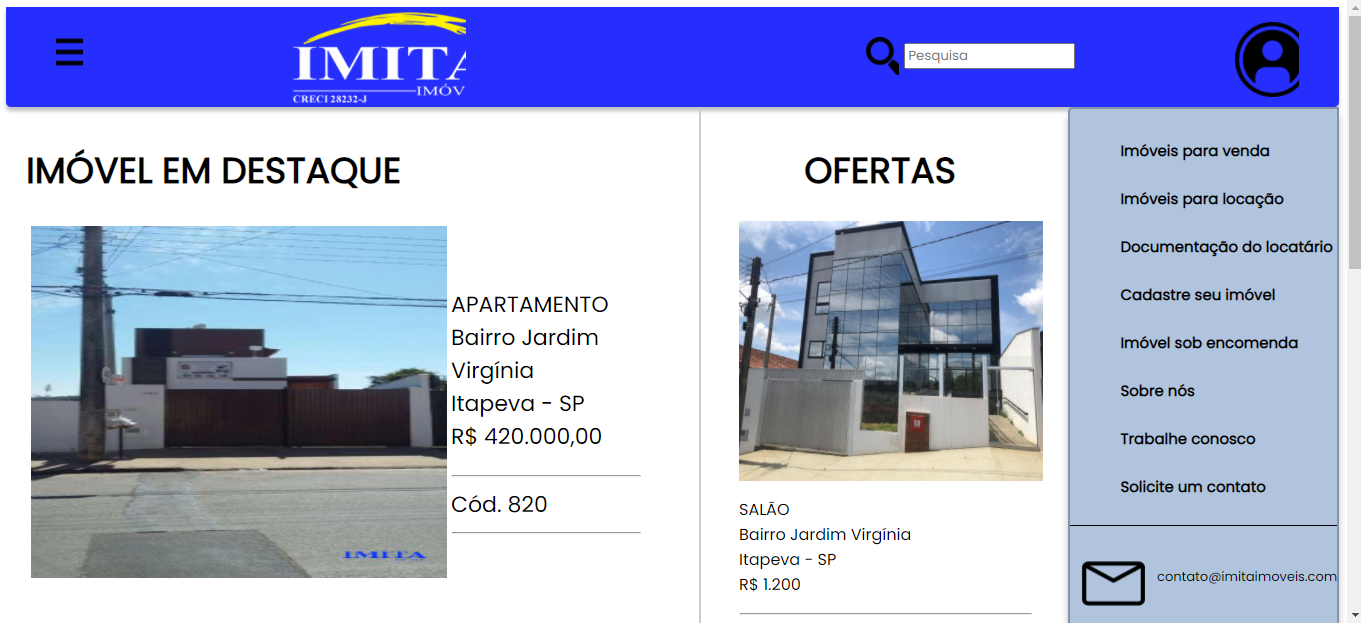 IMITA
IMÓV
CRECI 28232-J
Pesquisa
IMÓVEL EM DESTAQUE
APARTAMENTO
Bairro Jardim
Virgínia
Itapeva - SP
R$ 420.000,00
Cód. 820
IMITA
OFERTAS
SALÃO
Bairro Jardim Virgínia
Itapeva - SP
R$ 1.200
Imóveis para venda
Imóveis para locação
Documentação do locatário
Cadastre seu imóvel
Imóvel sob encomenda
Sobre nós
Trabalhe conosco
Solicite um contato
contato@imitaimoveis.com